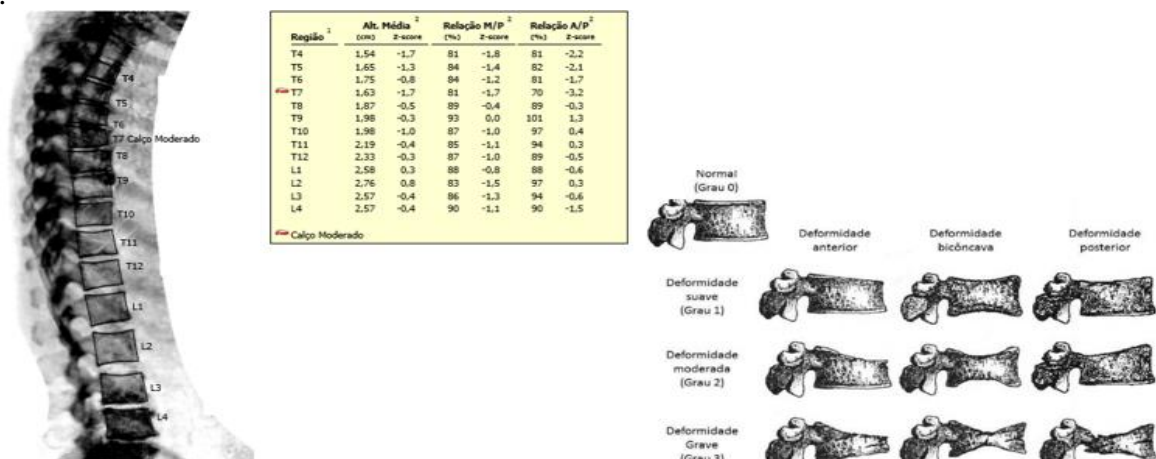 T4
T5
T6
T7 Calço Moderado
T8
T9
T10
T11
T12
L1
L2
L3
L4
Alt. Média 2 Relação M/P 2 Relação A/P 2
Região 1 (cm) Z-score (%) Z-score (%) Z-score
T4 1,54 -1,7 81 -1,8 81 -2,2
T5 1,65 -1,3 84 -1,4 82 -2,1
T6 1,75 -0,8 84 -1,2 81 -1,7
T7 1,63 -1,7 81 -1,7 70 -3,2
T8 1,87 -0,5 89 -0,4 89 -0,3
T9 1,98 -0,3 93 0,0 101 1,3
T10 1,98 -1,0 87 -1,0 97 0,4
T11 2,19 -0,4 85 -1,1 94 0,3
T12 2,33 -0,3 87 -1,0 89 -0,5
L1 2,58 0,3 88 -0,8 88 -0,6
L2 2,76 0,8 83 -1,5 97 0,3
L3 2,57 -0,4 86 -1,3 94 -0,6
L4 2,57 -0,4 90 -1,1 90 -1,5
Calço Moderado
Normal
(Grau 0)
Deformidade anterior
Deformidade bicôncava
Deformidade posterior
Deformidade
suave
(Grau 1)
Deformidade
moderada
(Grau 2)
Deformidade
Grave
(Grau 3)